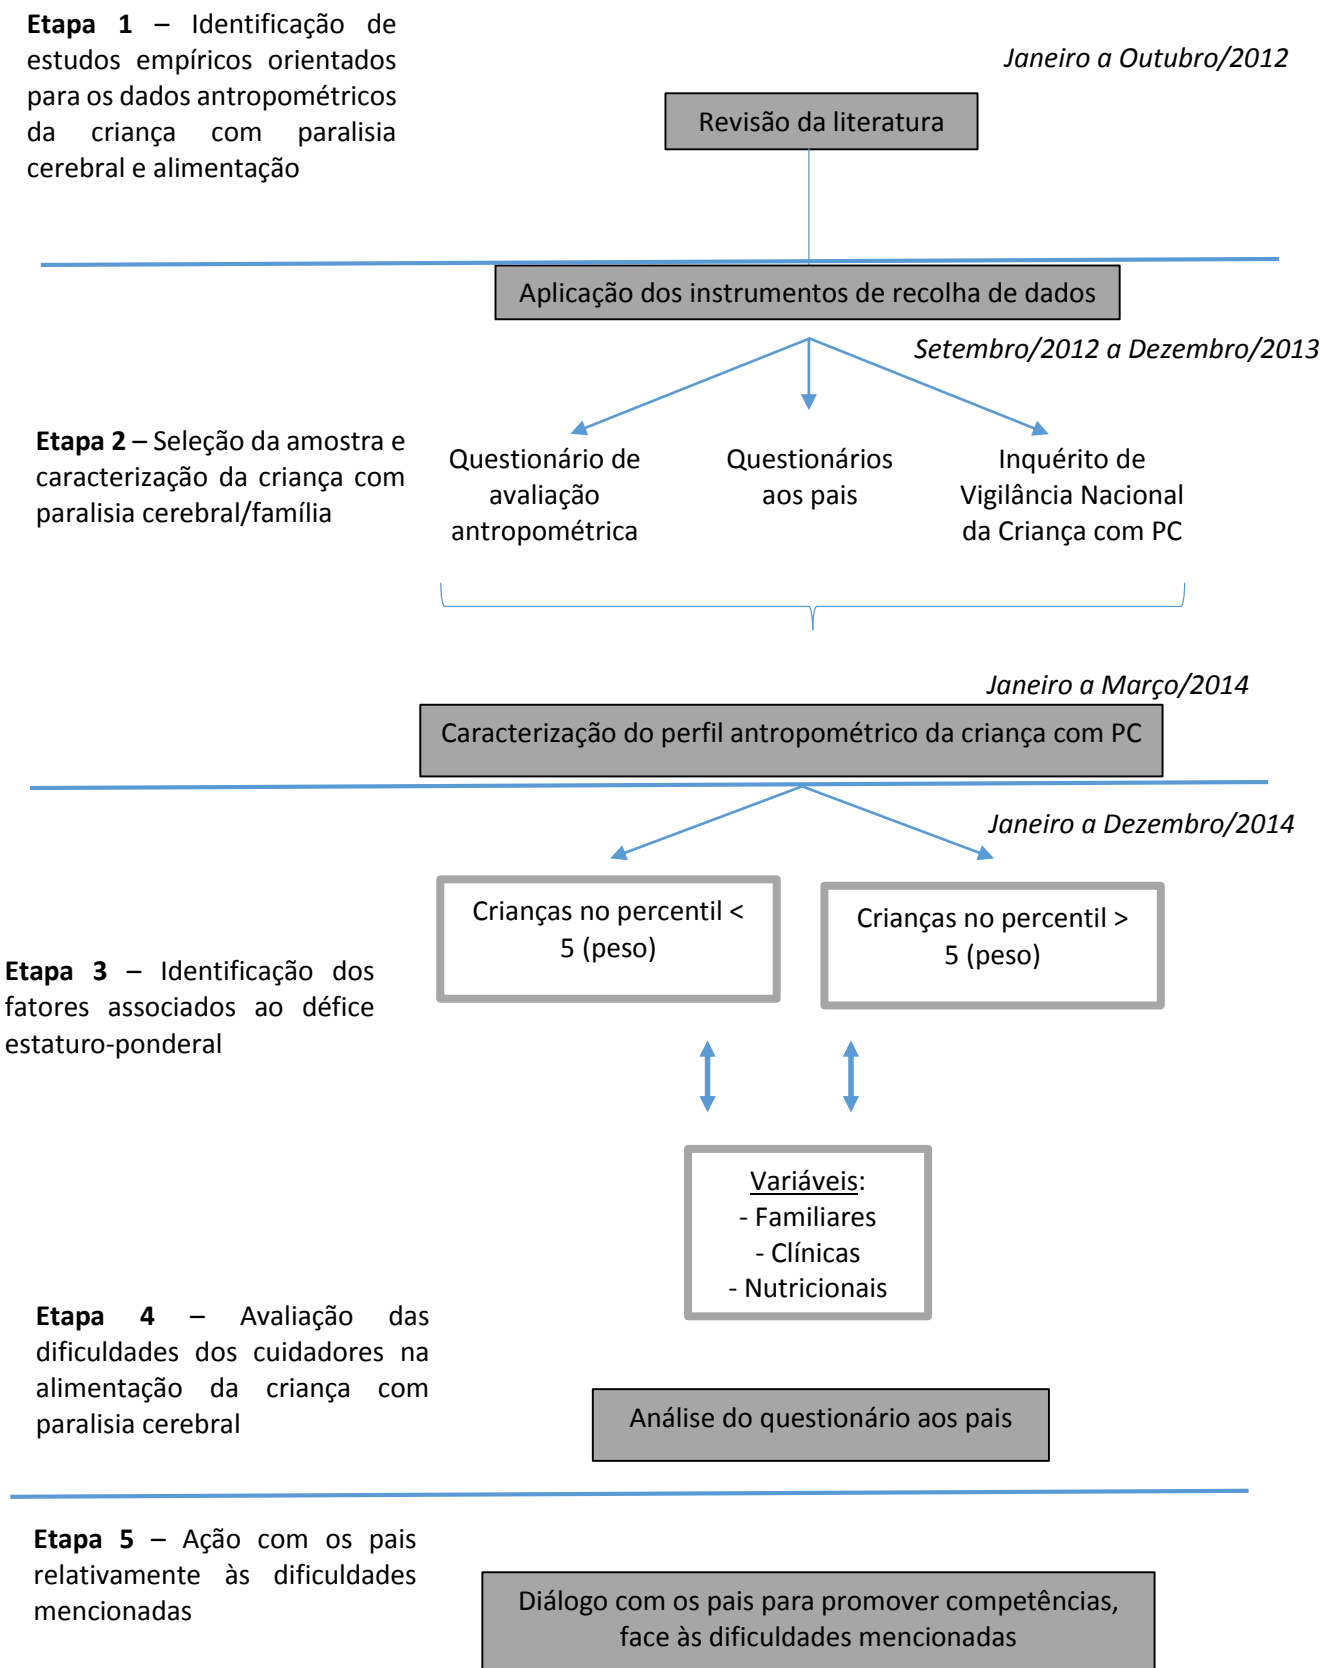 Etapa 1 – Identificação de
estudos empíricos orientados
para os dados antropométricos
da criança com paralisia
cerebral e alimentação
Janeiro a Outubro/2012
Revisão da literatura
Aplicação dos instrumentos de recolha de dados
Setembro/2012 a Dezembro/2013
Etapa 2 – Seleção da amostra e
caracterização da criança com
paralisia cerebral/família
Questionário de
avaliação
antropométrica
Questionários
aos pais
Inquérito de
Vigilância Nacional
da Criança com PC
Janeiro a Março/2014
Caracterização do perfil antropométrico da criança com PC
Janeiro a Dezembro/2014
Crianças no percentil <
5 (peso)
Crianças no percentil >
5 (peso)
Etapa 3 – Identificação dos
fatores associados ao défice
estaturo-ponderal
Variáveis:
- Familiares
- Clínicas
- Nutricionais
Etapa 4 – Avaliação das
dificuldades dos cuidadores na
alimentação da criança com
paralisia cerebral
Análise do questionário aos pais
Etapa 5 – Ação com os pais
relativamente às dificuldades
mencionadas
Diálogo com os pais para promover competências,
face às dificuldades mencionadas